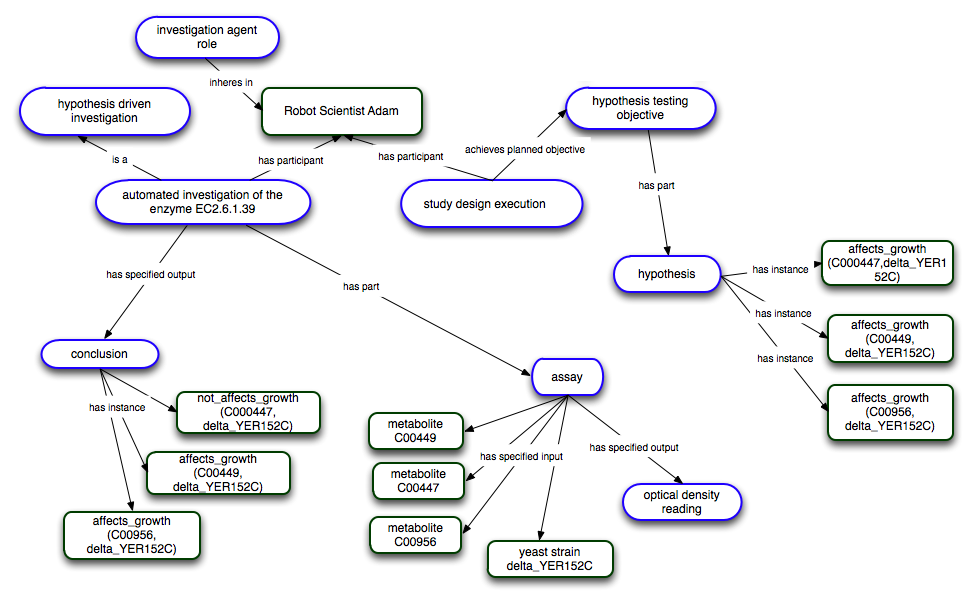 investigation agent
role
inheres in
Robot Scientist Adam
hypothesis driven
investigation
hypothesis testing
objective
is a
has participant
has participant
achieves planned objective
automated investigation of the
enzyme EC2.6.1.39
study design execution
has part
has specified output
has part
hypothesis
has instance
affects_growth
(C000447,delta_YER1
52C)
has instance
affects_growth
(C00449,
delta_YER152C)
has instance
affects_growth
(C00956,
delta_YER152C)
conclusion
has instance
not_affects_growth
(C000447,
delta_YER152C)
affects_growth
(C00449,
delta_YER152C)
affects_growth
(C00956,
delta_YER152C)
assay
metabolite
C00449
has specified input
has specified output
metabolite
C00447
metabolite
C00956
optical density
reading
yeast strain
delta_YER152C